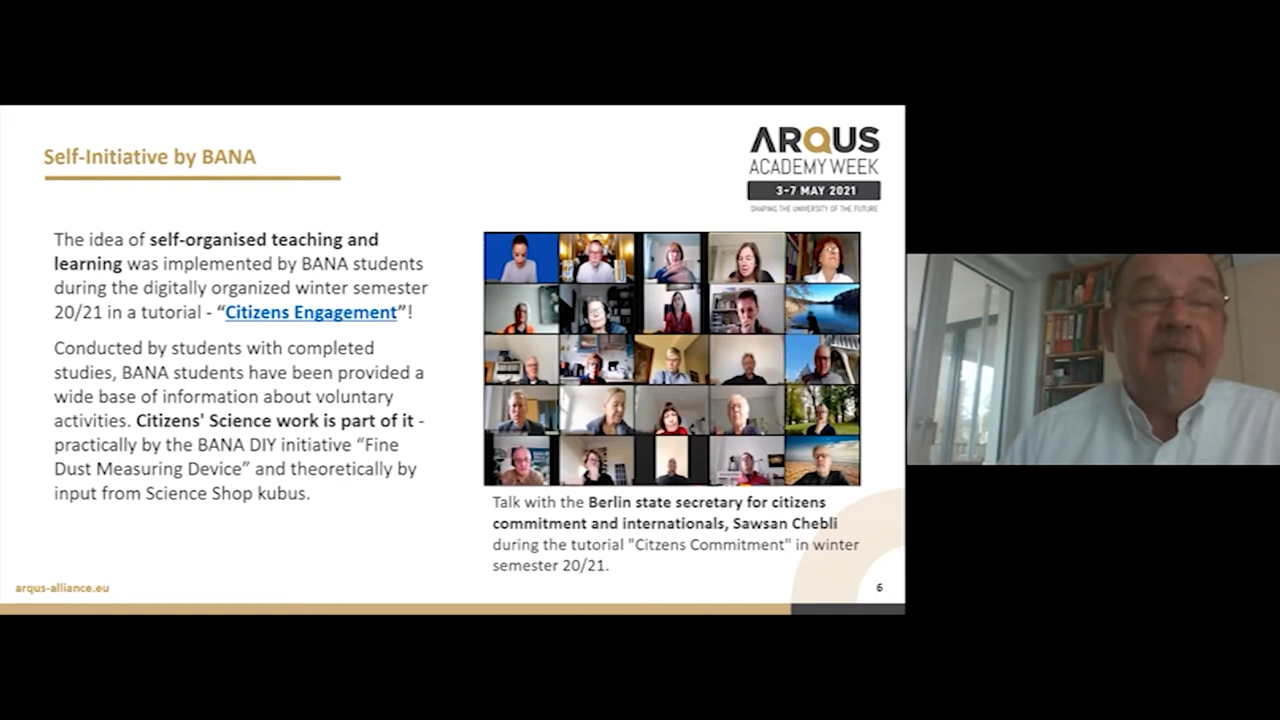 Self-Initiative by BANA
ARQUS
ACADEMY WEEK
3-7 MAY 2021
SHAPING THE UNIVERSITY OF THE FUTURE
The idea of self-organised teaching and
learning was implemented by BANA students
during the digitally organized winter semester
20/21 in a tutorial - “Citizens Engagement”!
Conducted by students with completed
studies, BANA students have been provided a
wide base of information about voluntary
activities. Citizens' Science work is part of it -
practically by the BANA DIY initiative “Fine
Dust Measuring Device” and theoretically by
input from Science Shop kubus.
Talk with the Berlin state secretary for citizens
commitment and internationals, Sawsan Chebli
during the tutorial "Citzens Commitment" in winter
semester 20/21.
arqus-alliance.eu
6